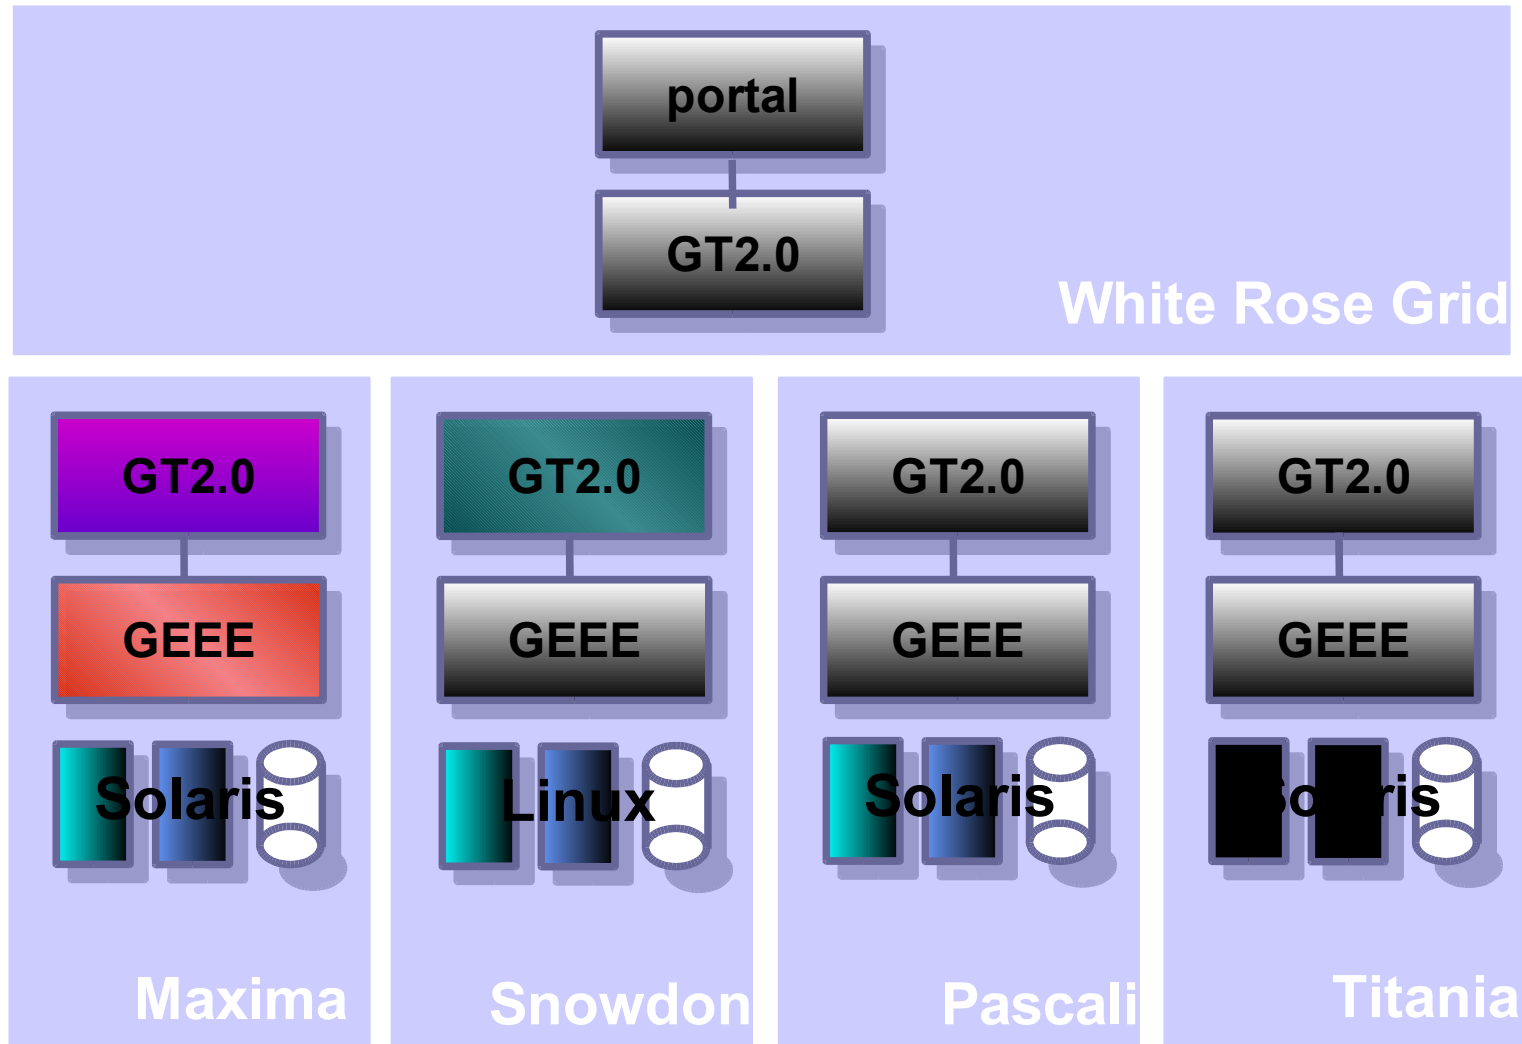 portal
GT2.0
White Rose Grid
GT2.0
GEEE
Solaris
Maxima
GT2.0
GEEE
Linux
Snowdon
GT2.0
GEEE
Solaris
Pascali
GT2.0
GEEE
Solaris
Titania